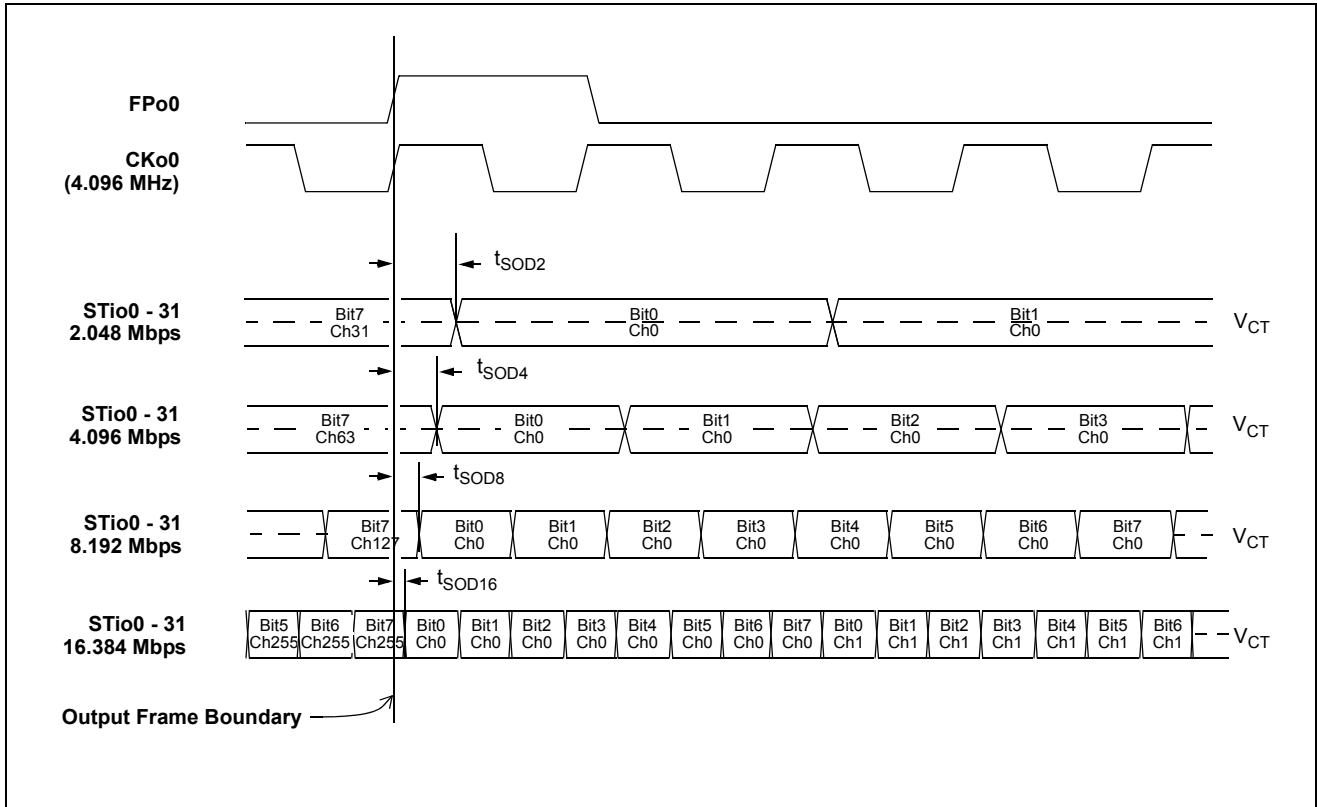 FPo0
CKo0
(4.096 MHz)
tSOD2
STio0 - 31
2.048 Mbps
Bit7
Ch31
Bit0
Ch0
Bit1
Ch0
VCT
tSOD4
STio0 - 31
4.096 Mbps
Bit7
Ch63
Bit0
Ch0
Bit1
Ch0
Bit2
Ch0
Bit3
Ch0
VCT
tSOD8
STio0 - 31
8.192 Mbps
Bit7
Ch127
Bit0
Ch0
Bit1
Ch0
Bit2
Ch0
Bit3
Ch0
Bit4
Ch0
Bit5
Ch0
Bit6
Ch0
Bit7
Ch0
VCT
tSOD16
STio0 - 31
16.384 Mbps
Bit5
Ch255
Bit6
Ch255
Bit7
Ch255
Bit0
Ch0
Bit1
Ch0
Bit2
Ch0
Bit3
Ch0
Bit4
Ch0
Bit5
Ch0
Bit6
Ch0
Bit7
Ch0
Bit0
Ch1
Bit1
Ch1
Bit2
Ch1
Bit3
Ch1
Bit4
Ch1
Bit5
Ch1
Bit6
Ch1
VCT
Output Frame Boundary